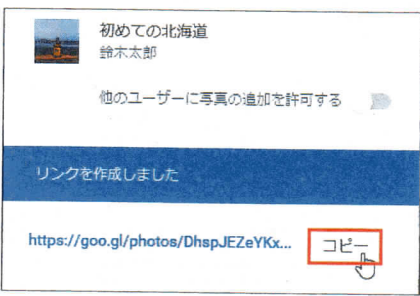 初めての北海道
鈴木太郎
他のユーザーに写真の追加を許可する
リンクを作成しました
https://goo.gl/photos/DhspJEZeYKx...
コピー